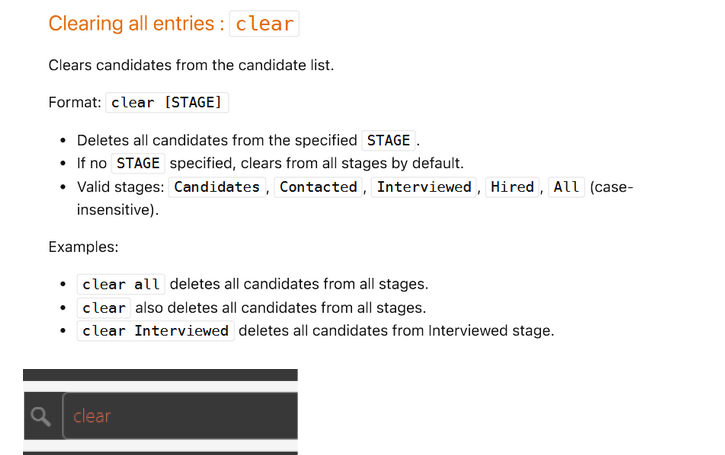 Clearing all entries : clear
Clears candidates from the candidate list.
Format: clear [STAGE]
• Deletes all candidates from the specified STAGE .
• If no STAGE specified, clears from all stages by default.
• Valid stages: Candidates , Contacted , Interviewed , Hired , All (case-
insensitive).
Examples:
• clear all deletes all candidates from all stages.
• clear also deletes all candidates from all stages.
• clear Interviewed deletes all candidates from Interviewed stage.
clear